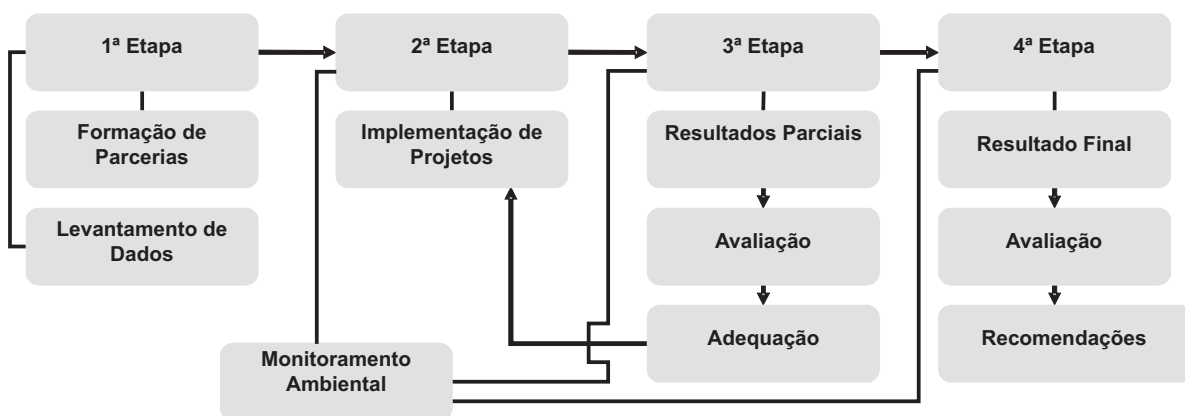 1ª Etapa
2ª Etapa
3ª Etapa
4ª Etapa
Formação de
Parcerias
Implementação de
Projetos
Resultados Parciais
Resultado Final
Levantamento de
Dados
Avaliação
Avaliação
Adequação
Recomendações
Monitoramento
Ambiental